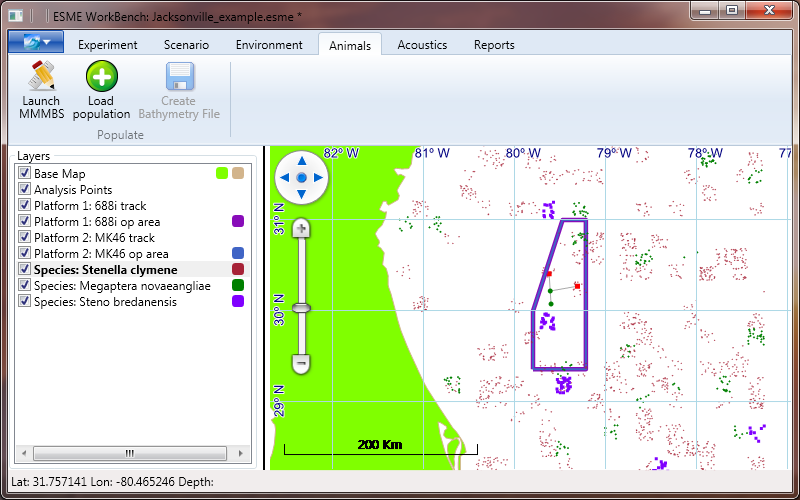 ESME WorkBench: Jacksonville_example.esme *
Experiment Scenario Environment Animals Acoustics Reports
Launch MMMBS
Load population
Create Bathymetry File
Populate
Layers
Base Map
Analysis Points
Platform 1: 688i track
Platform 1: 688i op area
Platform 2: MK46 track
Platform 2: MK46 op area
Species: Stenella clymene
Species: Megaptera novaeangliae
Species: Steno bredanensis
82° W 81° W 80° W 79° W 78° W 77
31° N
30° N
29° N
200 Km
Lat: 31.757141 Lon: -80.465246 Depth: